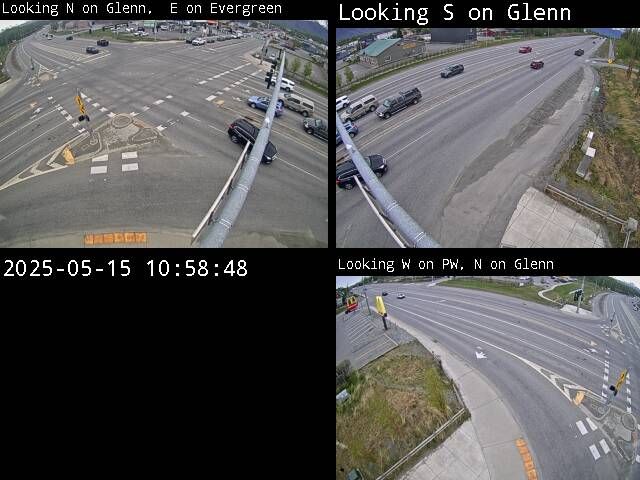 Looking N on Glenn,  E on Evergreen
Looking S on Glenn
2025-05-15 10:58:48
Looking W on PW, N on Glenn